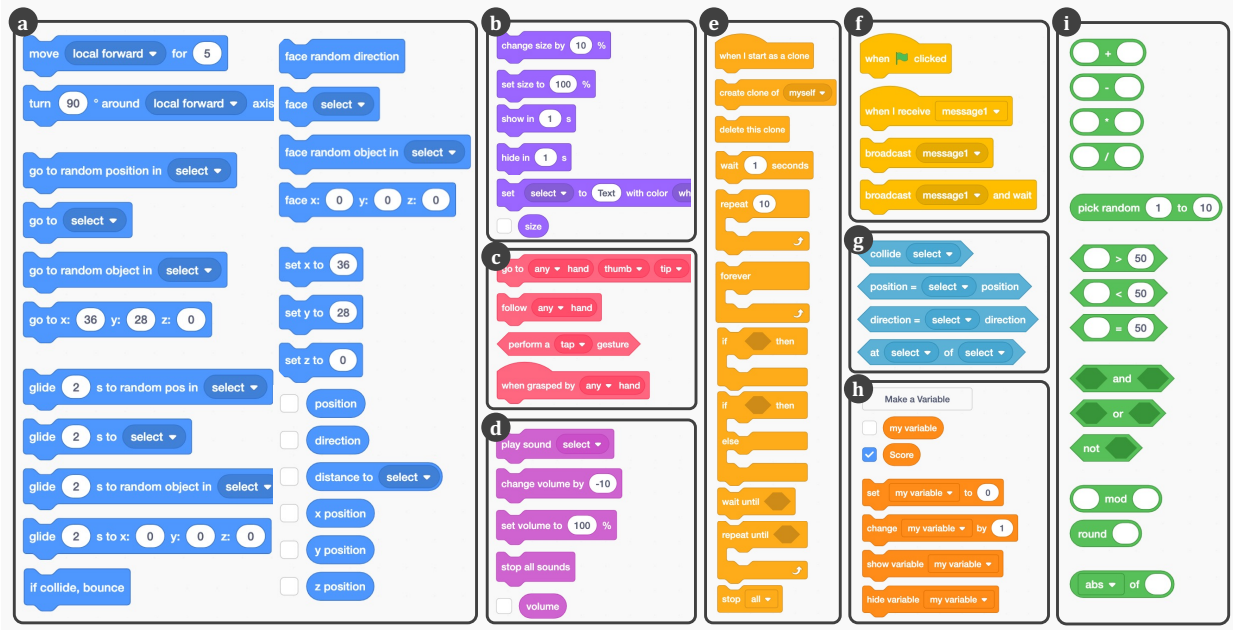 a
move local forward for 5
turn 90 ° around local forward axis
go to random position in select
go to select
go to random object in select
go to x: 36 y: 28 z: 0
glide 2 s to random pos in select
glide 2 s to select
glide 2 s to random object in select
glide 2 s to x: 0 y: 0 z: 0
if collide, bounce
face random direction
face select
face random object in select
face x: 0 y: 0 z: 0
set x to 36
set y to 28
set z to 0
position
direction
distance to select
x position
y position
z position
b
change size by 10 %
set size to 100 %
show in 1 s
hide in 1 s
set select to Text with color wh
size
c
go to any hand thumb tip
follow any hand
perform a tap gesture
when grasped by any hand
d
play sound select
change volume by -10
set volume to 100 %
stop all sounds
volume
e
when I start as a clone
create clone of myself
delete this clone
wait 1 seconds
repeat 10
forever
if then
if then
else
wait until
repeat until
stop all
f
when clicked
when I receive message1
broadcast message1
broadcast message1 and wait
g
collide select
position = select position
direction = select direction
at select of select
h
Make a Variable
my variable
Score
set my variable to 0
change my variable by 1
show variable my variable
hide variable my variable
i
+
-
*
/
pick random 1 to 10
> 50
< 50
= 50
and
or
not
mod
round
abs of